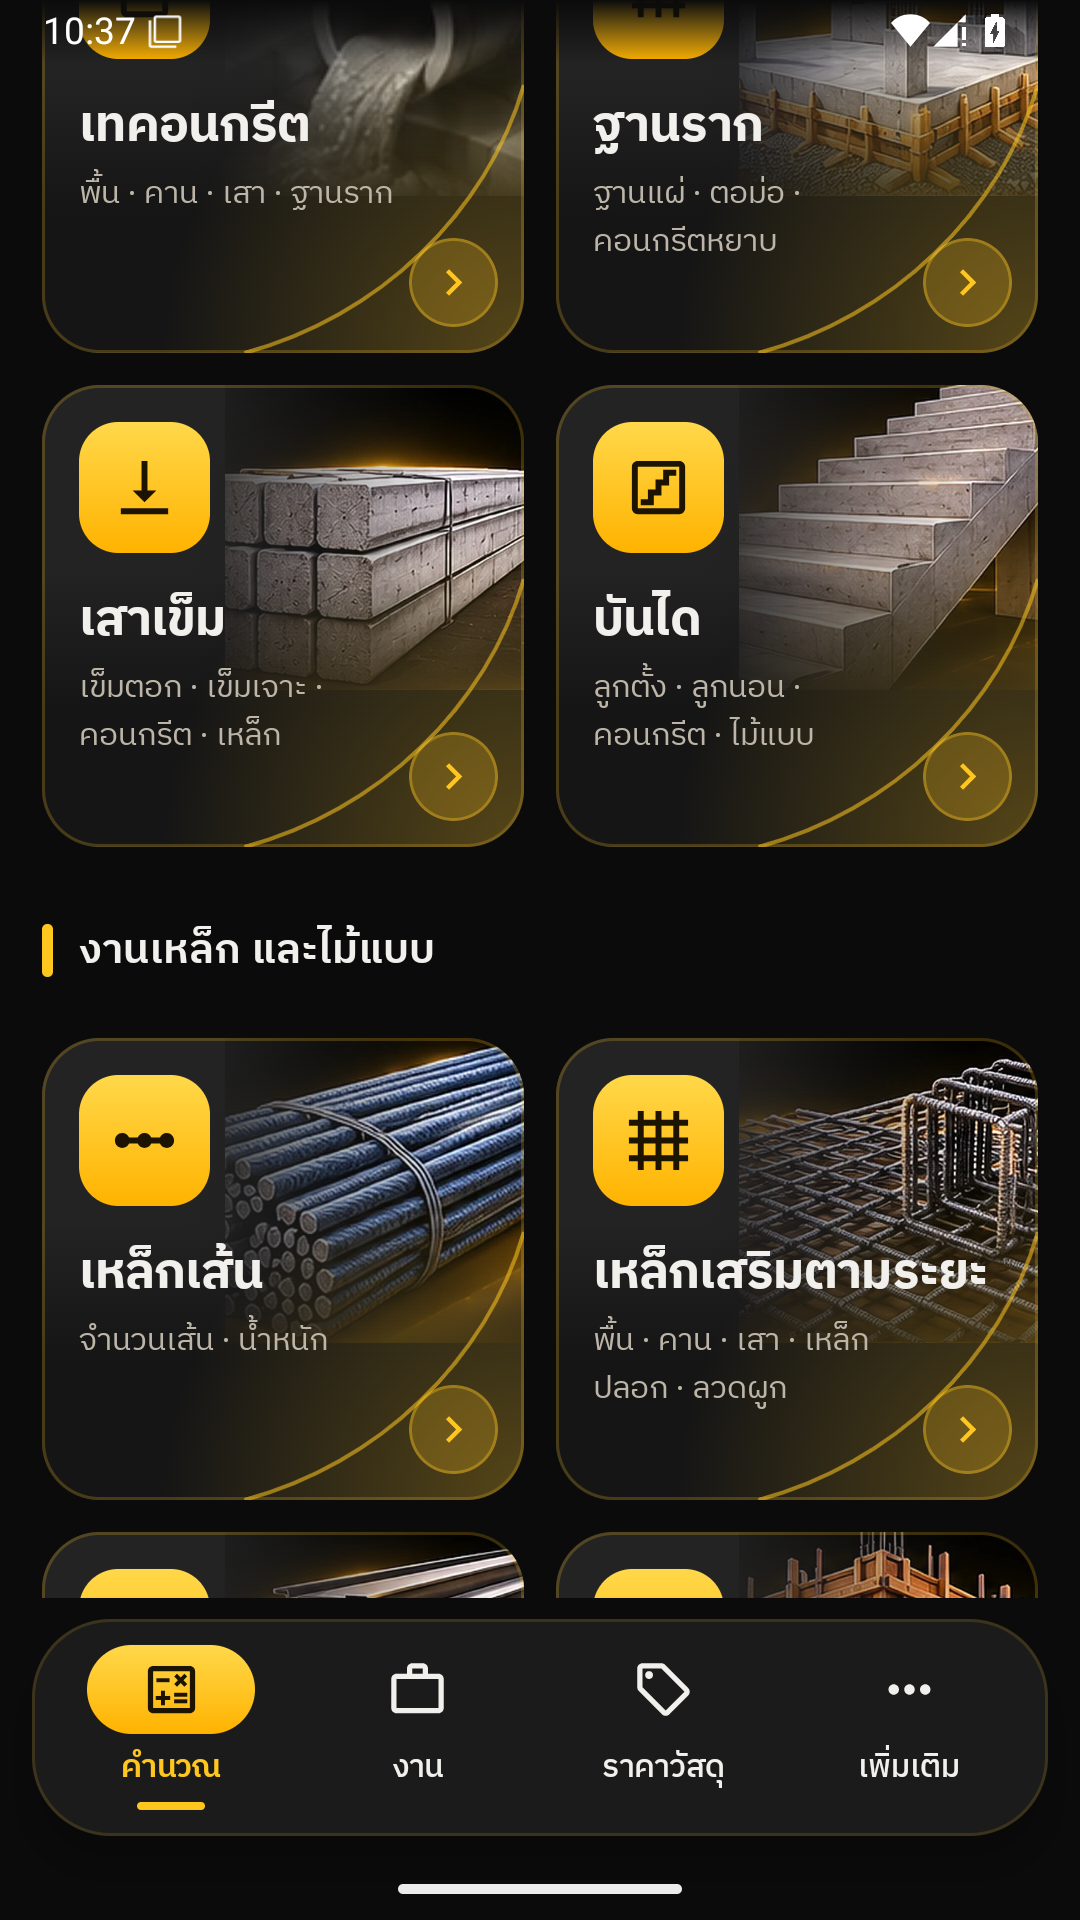 10:37
เทคอนกรีต
พื้น · คาน · เสา · ฐานราก
ฐานราก
ฐานแผ่ · ตอม่อ ·
คอนกรีตหยาบ
เสาเข็ม
เข็มตอก · เข็มเจาะ ·
คอนกรีต · เหล็ก
บันได
ลูกตั้ง · ลูกนอน ·
คอนกรีต · ไม้แบบ
งานเหล็ก และไม้แบบ
เหล็กเส้น
จำนวนเส้น · น้ำหนัก
เหล็กเสริมตามระยะ
พื้น · คาน · เสา · เหล็ก
ปลอก · ลวดผูก
คำนวณ
งาน
ราคาวัสดุ
เพิ่มเติม